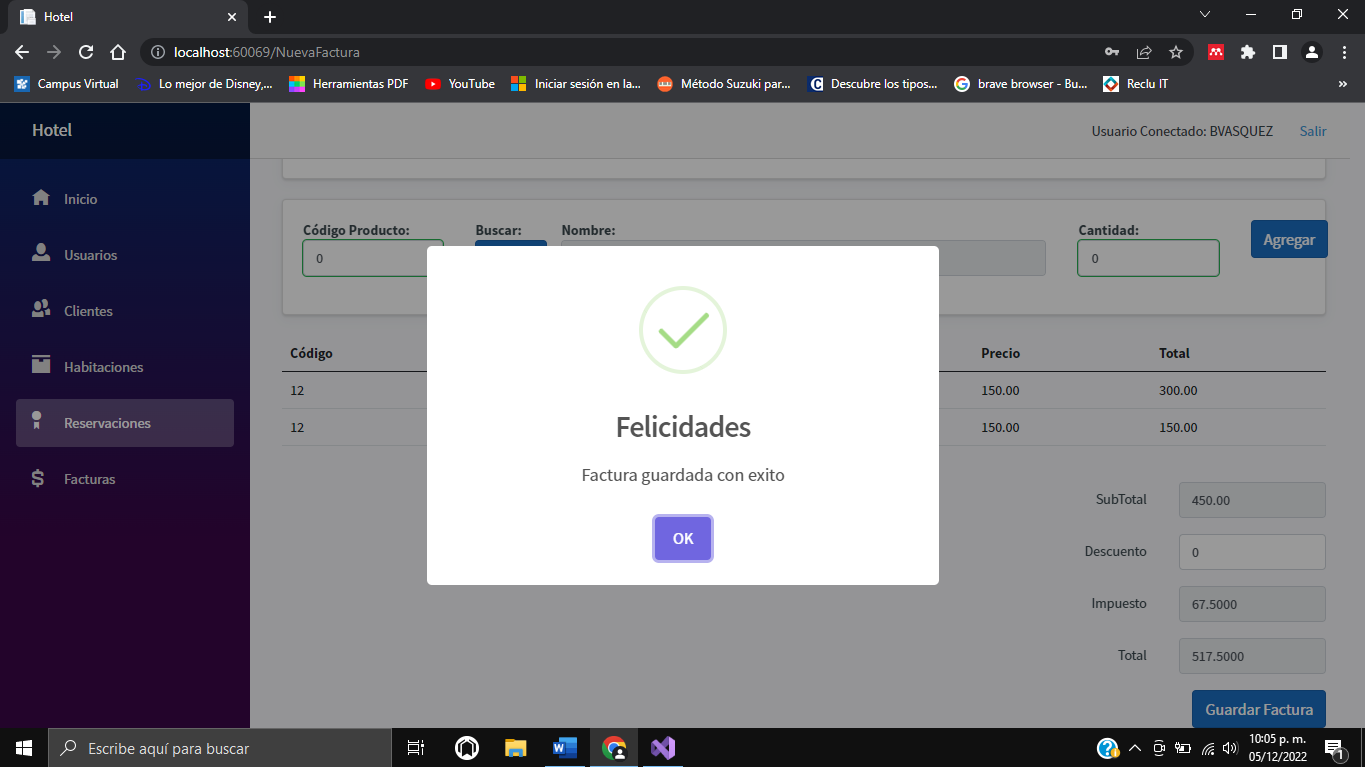 Hotel
localhost:60069/NuevaFactura
Campus Virtual
Lo mejor de Disney,...
Herramientas PDF
YouTube
Iniciar sesión en la...
Método Suzuki par...
Descubre los tipos...
brave browser - Bu...
Reclu IT
»
Hotel
Usuario Conectado: BVASQUEZ Salir
Inicio
Usuarios
Clientes
Habitaciones
Reservaciones
Facturas
Código Producto: Buscar: Nombre: Cantidad:
0 0 Agregar
Código Precio Total
12 150.00 300.00
12 150.00 150.00
SubTotal 450.00
Descuento 0
Impuesto 67.5000
Total 517.5000
Guardar Factura
Felicidades
Factura guardada con exito
OK
Escribe aquí para buscar
10:05 p. m.
05/12/2022
1